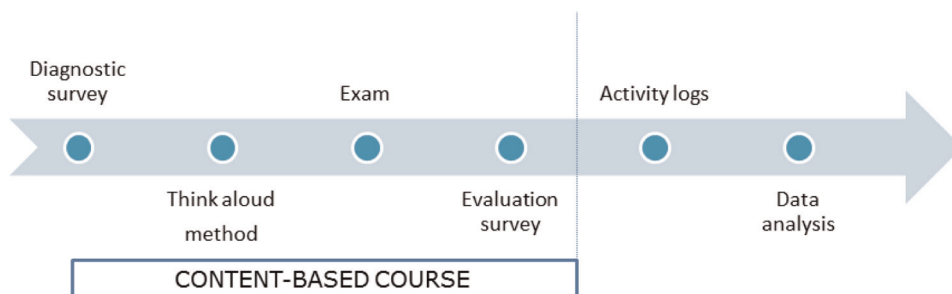 Diagnostic
survey
Exam
Activity logs
Think aloud
method
Evaluation
survey
Data
analysis
CONTENT-BASED COURSE